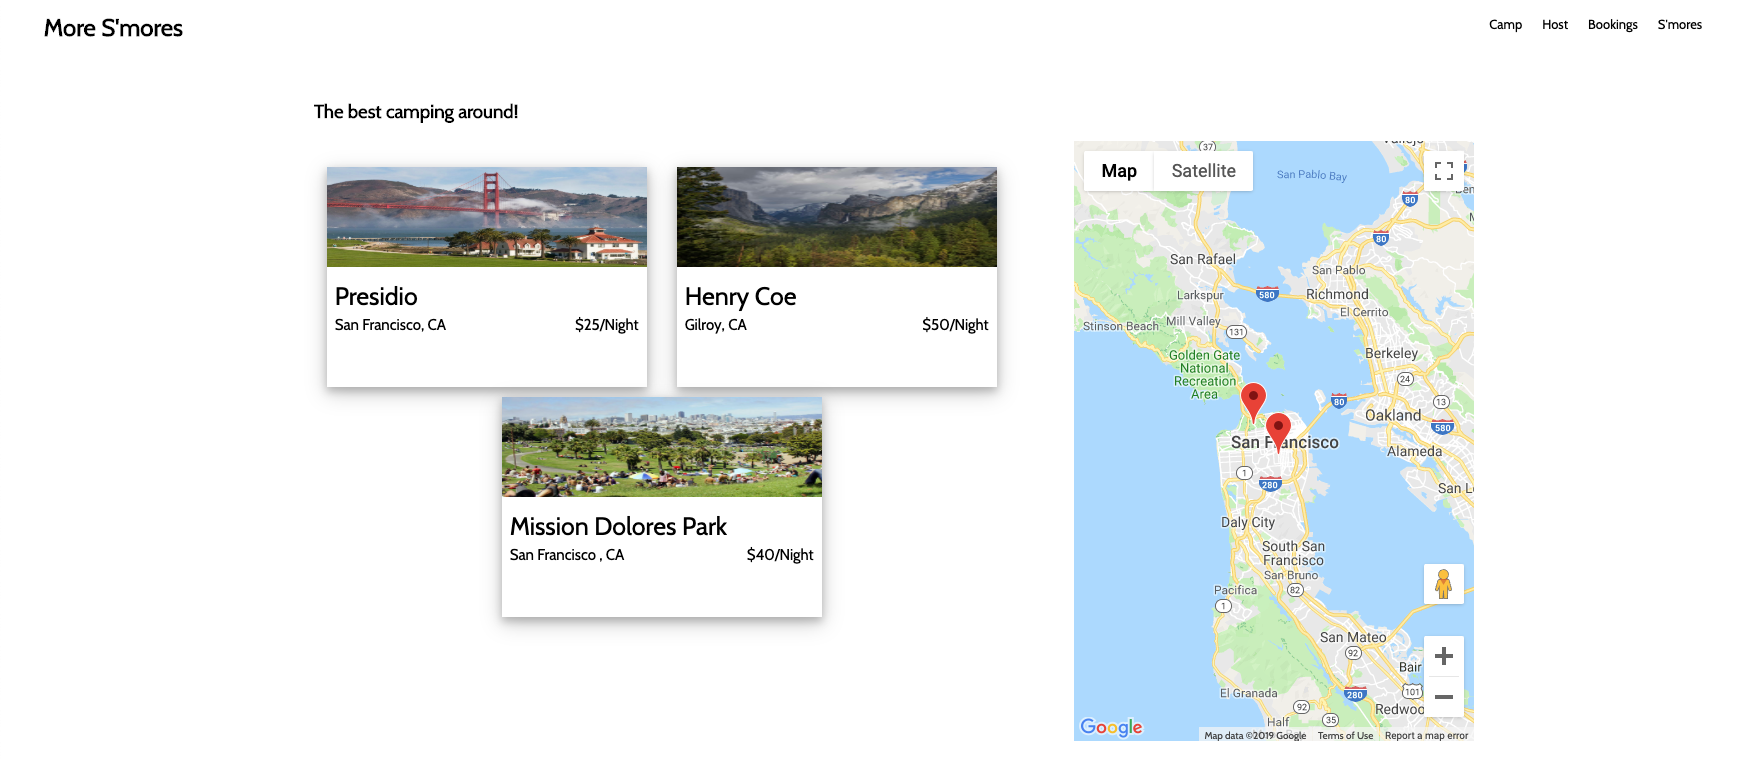 More S'mores
Camp Host Bookings S'mores
The best camping around!
Presidio
San Francisco, CA $25/Night
Henry Coe
Gilroy, CA $50/Night
Mission Dolores Park
San Francisco , CA $40/Night
Map Satellite
37
San Pablo Bay
80
80
San Rafael
San Pablo
580
Richmond
Larkspur
El Cerrito
Mill Valley
Stinson Beach
131
Golden Gate
National
Recreation
Area
Berkeley
24
80
13
Oakland
580
San Francisco
Alameda
1
280
Daly City
South San
Francisco
San Bruno
Pacifica
82
1
San Mateo
92
El Granada
280
101
92
35
Half
Google
Map data ©2019 Google Terms of Use Report a map error